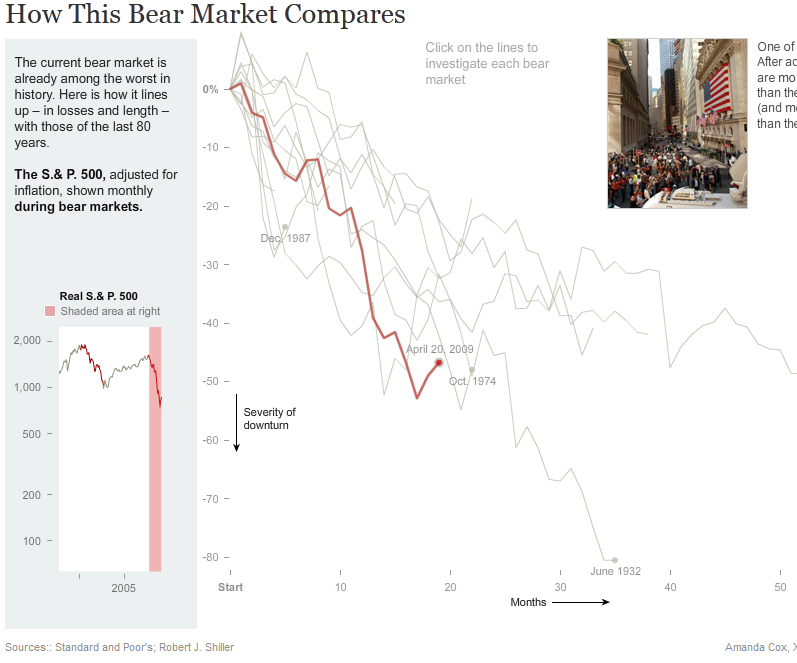 How This Bear Market Compares
The current bear market is
already among the worst in
history. Here is how it lines
up – in losses and length –
with those of the last 80
years.
The S.& P. 500, adjusted for
inflation, shown monthly
during bear markets.
Real S.& P. 500
Shaded area at right
2,000
1,000
500
200
100
2005
Click on the lines to
investigate each bear
market
One of
After ad
are mo
than the
(and mo
than the
0%
-10
-20
-30
-40
-50
-60
-70
-80
Dec. 1987
April 20, 2009
Oct. 1974
Severity of
downturn
June 1932
Start
10
20
30
40
50
Months
Sources:: Standard and Poor's; Robert J. Shiller
Amanda Cox, X